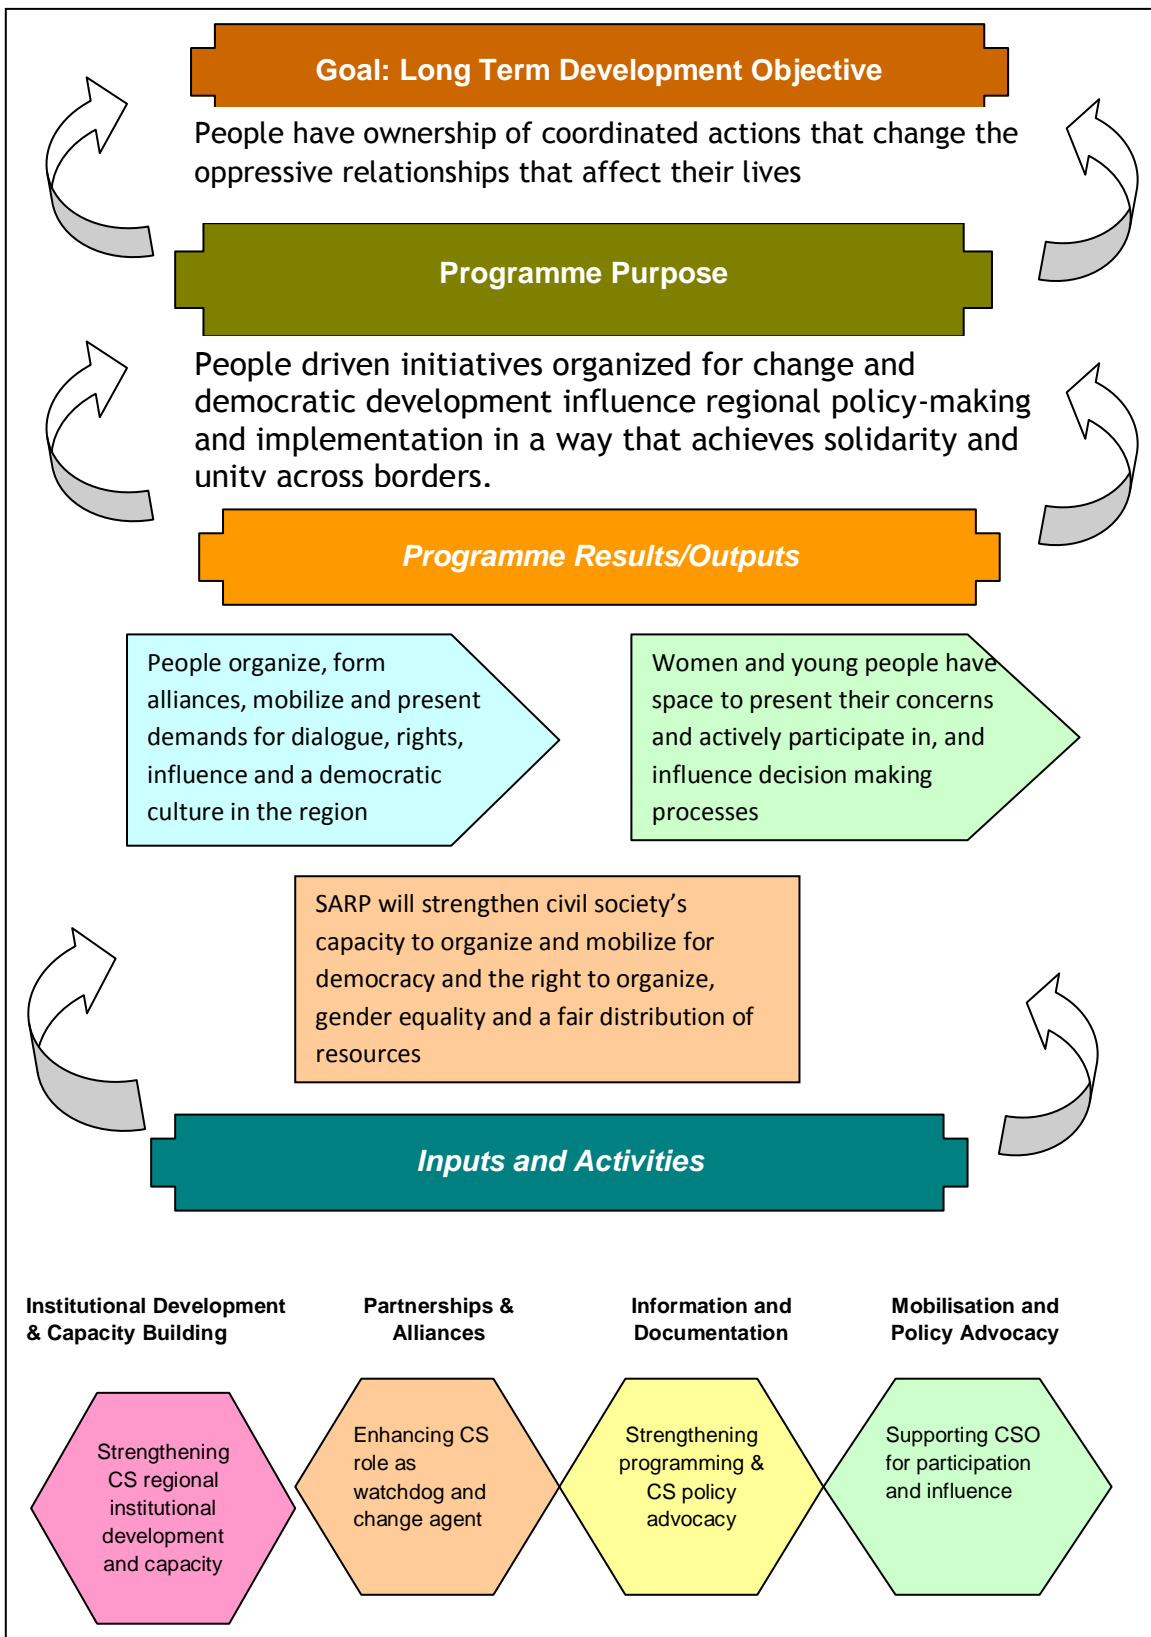 Goal: Long Term Development Objective
People have ownership of coordinated actions that change the
oppressive relationships that affect their lives
Programme Purpose
People driven initiatives organized for change and
democratic development influence regional policy-making
and implementation in a way that achieves solidarity and
unity across borders.
Programme Results/Outputs
People organize, form
alliances, mobilize and present
demands for dialogue, rights,
influence and a democratic
culture in the region
Women and young people have
space to present their concerns
and actively participate in, and
influence decision making
processes
SARP will strengthen civil society’s
capacity to organize and mobilize for
democracy and the right to organize,
gender equality and a fair distribution of
resources
Inputs and Activities
Institutional Development
& Capacity Building
Partnerships &
Alliances
Information and
Documentation
Mobilisation and
Policy Advocacy
Strengthening
CS regional
institutional
development
and capacity
Enhancing CS
role as
watchdog and
change agent
Strengthening
programming &
CS policy
advocacy
Supporting CSO
for participation
and influence